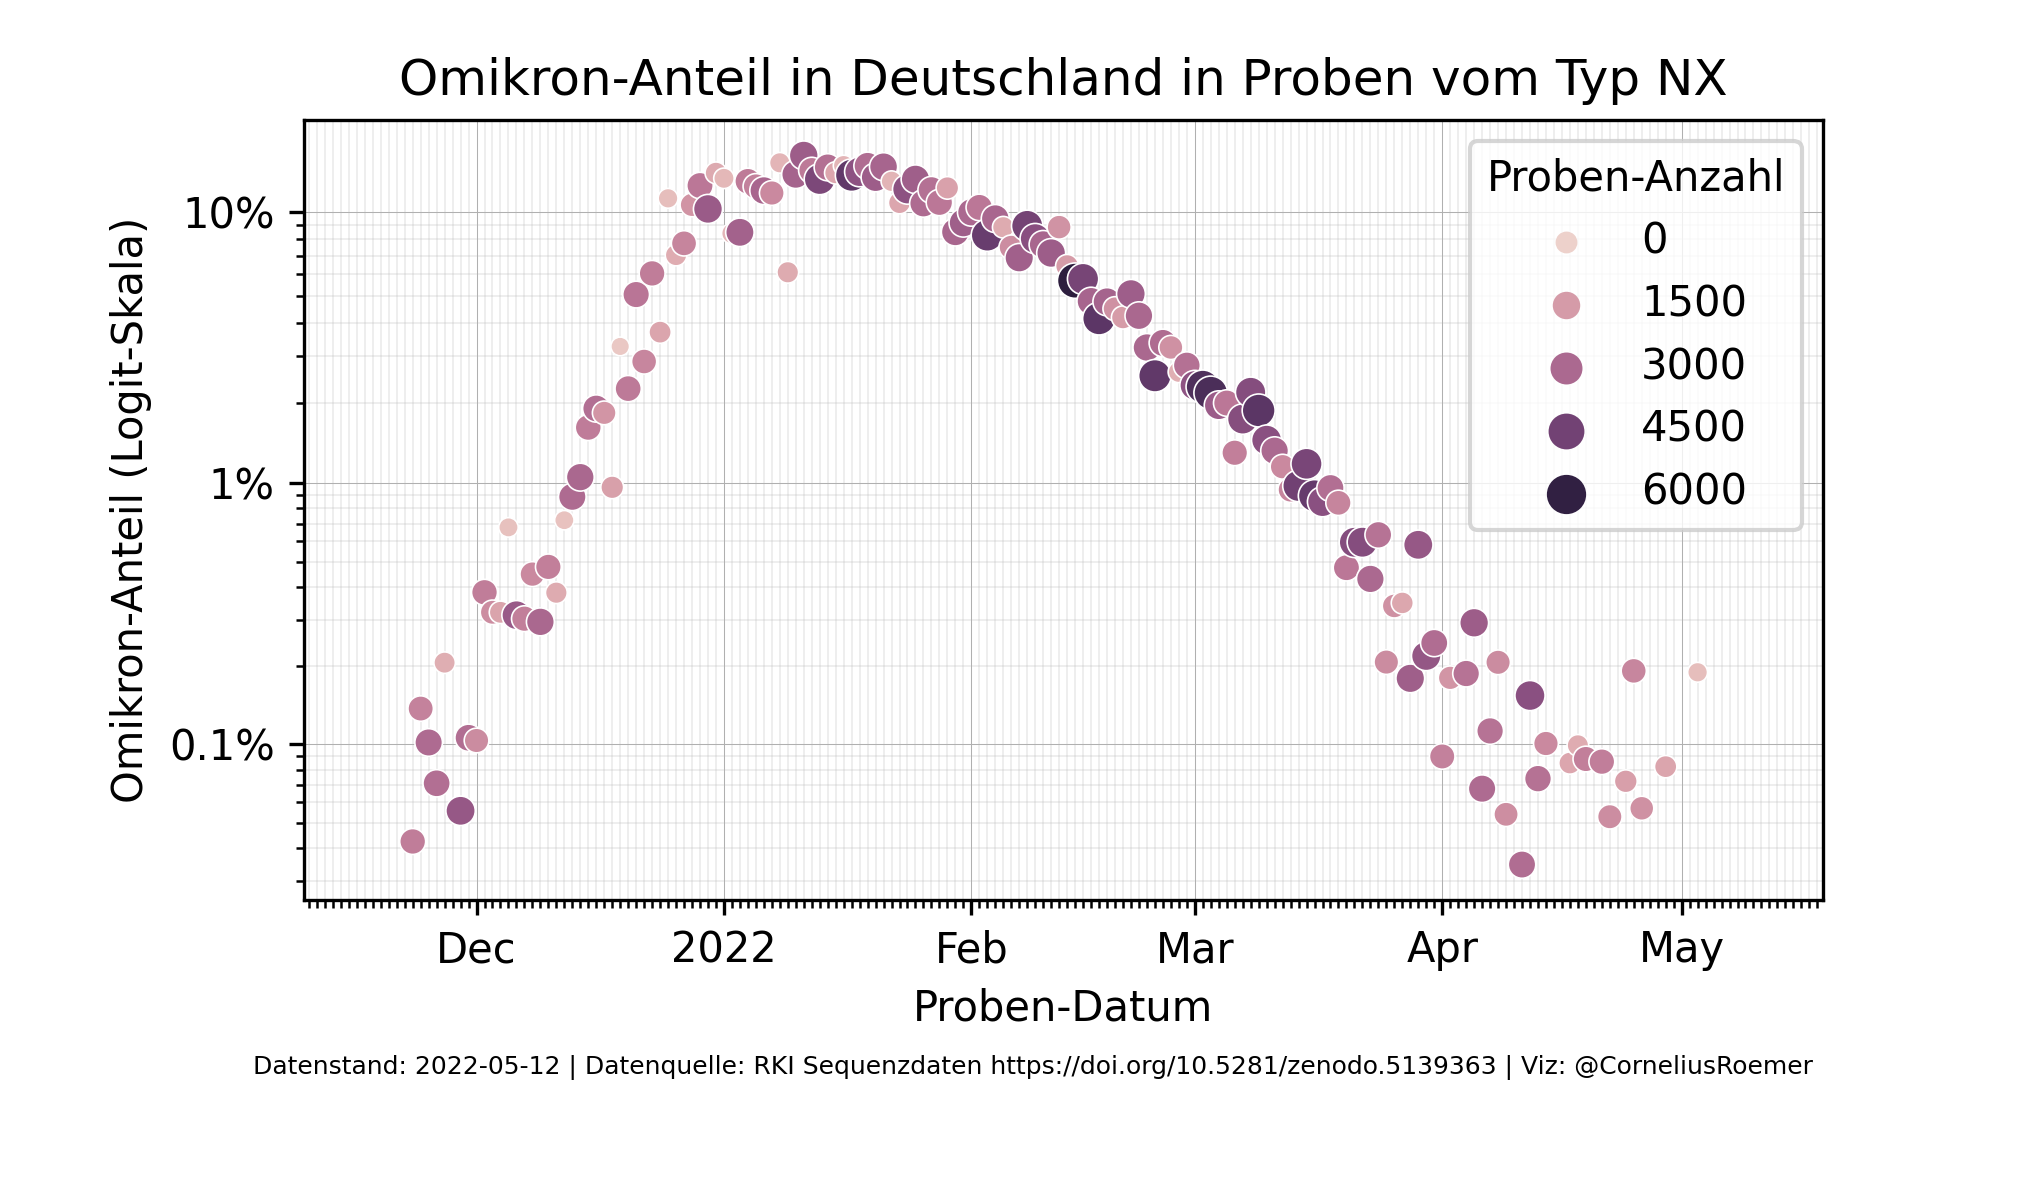 Omikron-Anteil in Deutschland in Proben vom Typ NX
Omikron-Anteil (Logit-Skala)
10%
1%
0.1%
Proben-Anzahl
0
1500
3000
4500
6000
Dec 2022 Feb Mar Apr May
Proben-Datum
Datenstand: 2022-05-12 | Datenquelle: RKI Sequenzdaten https://doi.org/10.5281/zenodo.5139363 | Viz: @CorneliusRoemer